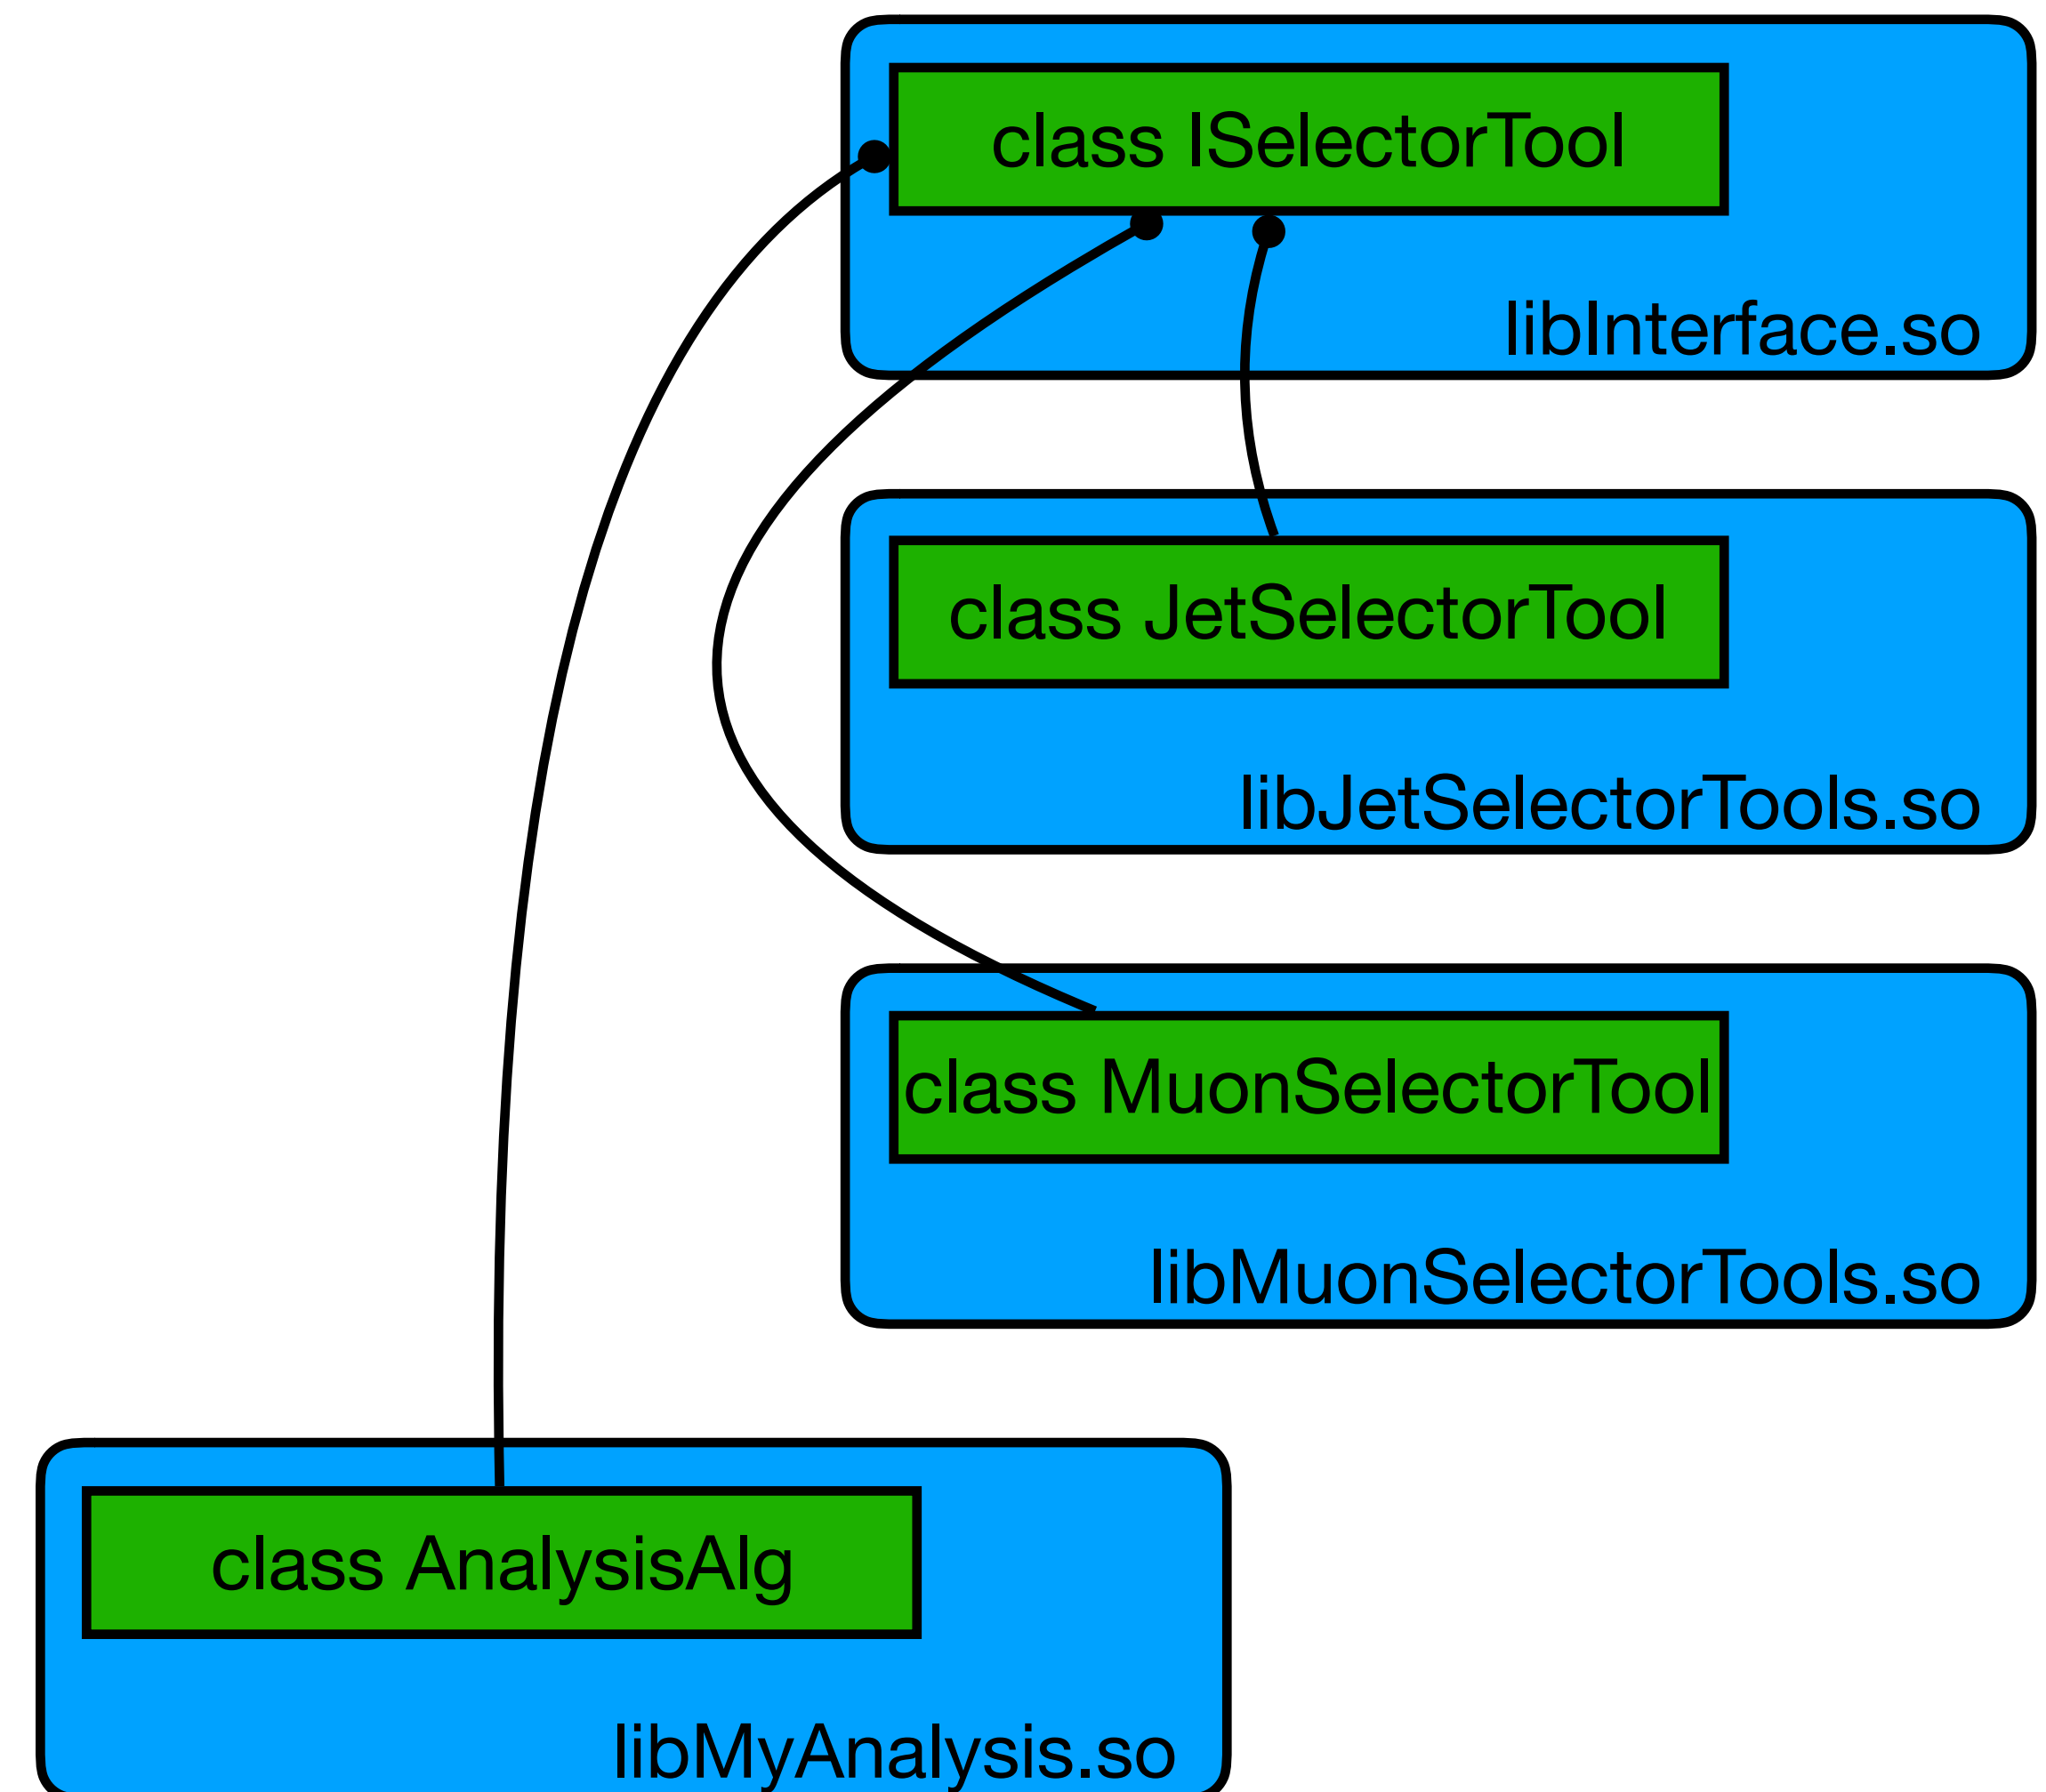 class ISelectorTool
libInterface.so
class JetSelectorTool
libJetSelectorTools.so
class MuonSelectorTool
libMuonSelectorTools.so
class AnalysisAlg
libMyAnalysis.so